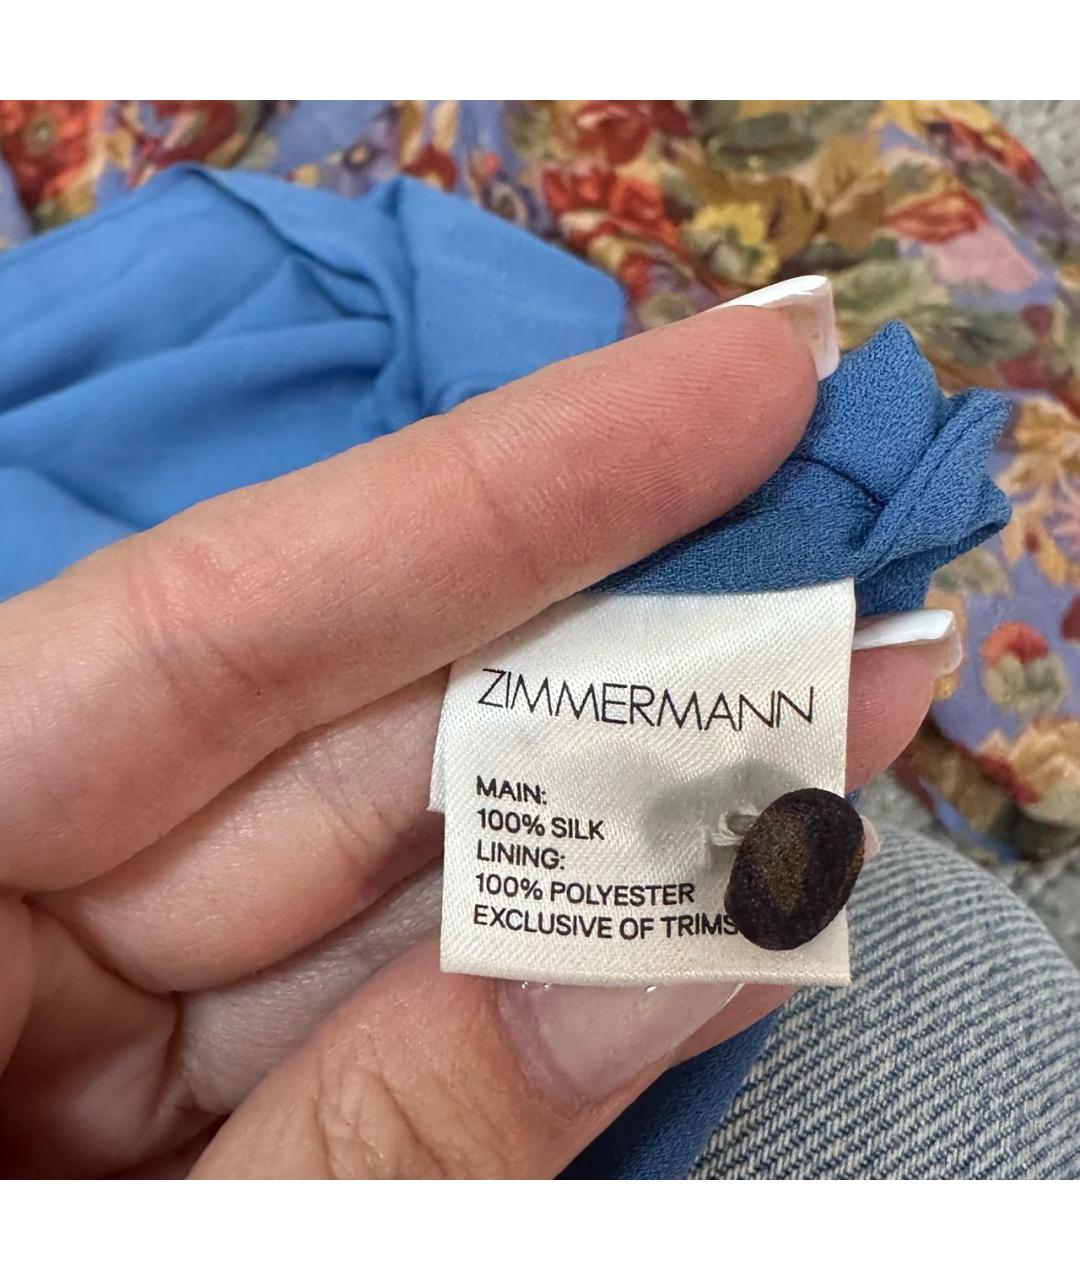 ZIMMERMANN
MAIN:
100% SILK
LINING:
100% POLYESTER
EXCLUSIVE OF TRIMS